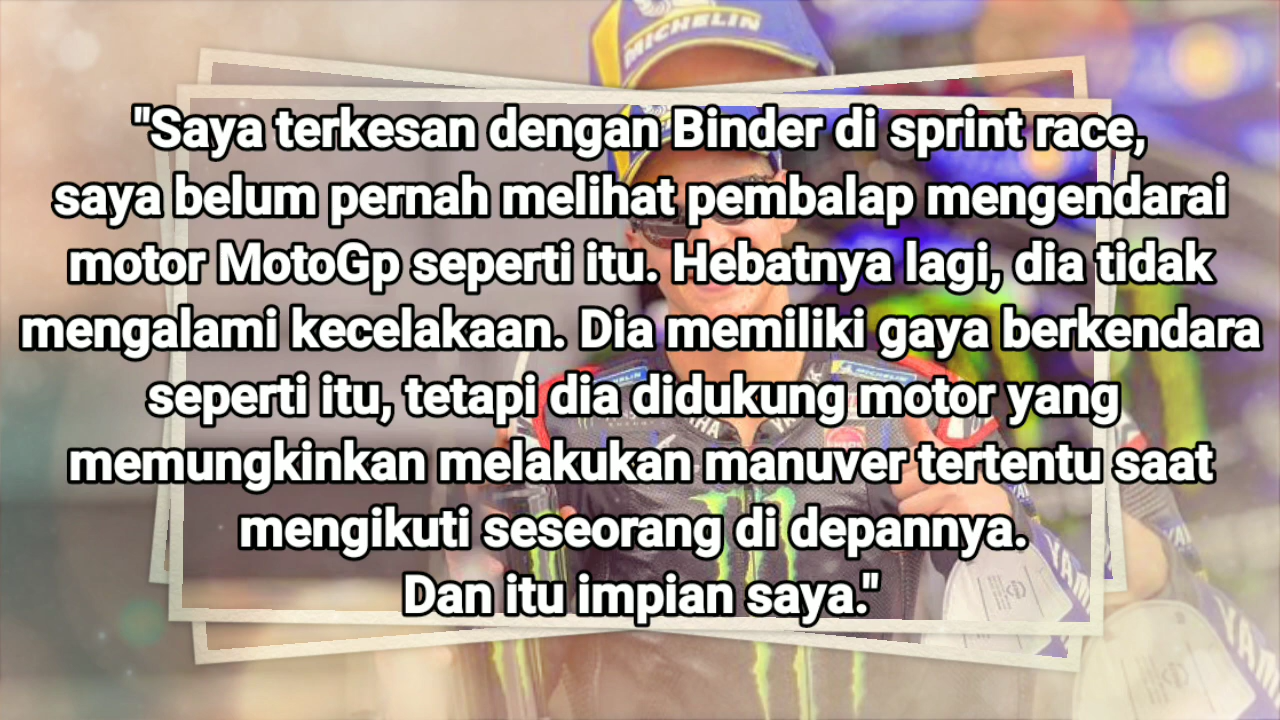 MICHELIN
"Saya terkesan dengan Binder di sprint race,
saya belum pernah melihat pembalap mengendarai
motor MotoGp seperti itu. Hebatnya lagi, dia tidak
mengalami kecelakaan. Dia memiliki gaya berkendara
seperti itu, tetapi dia didukung motor yang
memungkinkan melakukan manuver tertentu saat
mengikuti seseorang di depannya.
Dan itu impian saya."